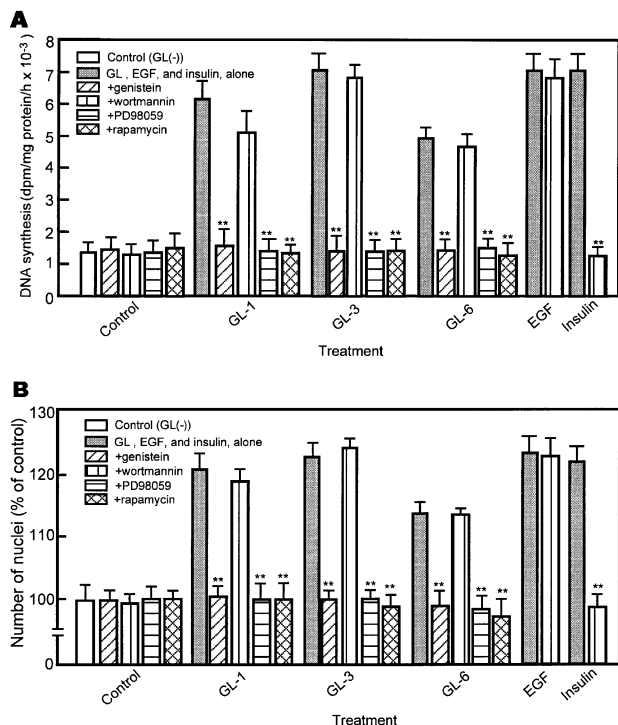 A
DNA synthesis (dpm/mg protein/h x 10-3)
8
7
6
5
4
3
2
1
0
Control (GL(-))
GL , EGF, and insulin, alone
+genistein
+wortmannin
+PD98059
+rapamycin
** ** ** ** ** ** ** ** ** **
Control GL-1 GL-3 GL-6 EGF Insulin
Treatment
B
Number of nuclei (% of control)
130
120
110
100
0
Control (GL(-))
GL , EGF, and insulin, alone
+genistein
+wortmannin
+PD98059
+rapamycin
** ** ** ** ** ** ** ** ** **
Control GL-1 GL-3 GL-6 EGF Insulin
Treatment